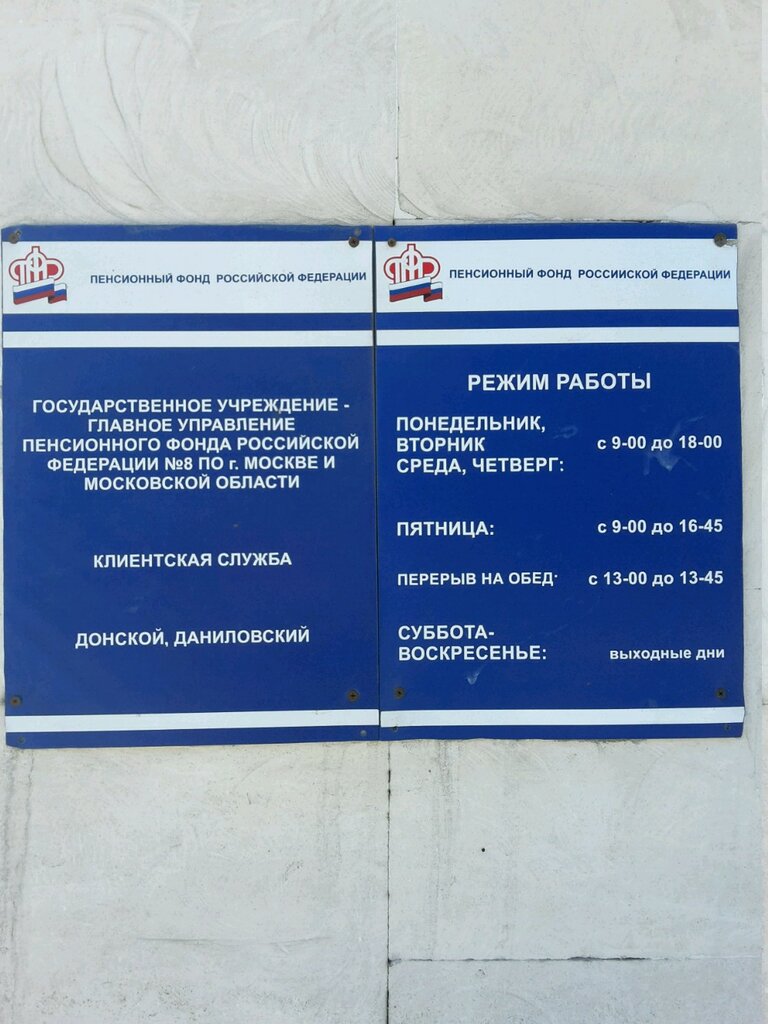 ПФР
ПЕНСИОННЫЙ ФОНД РОССИЙСКОЙ ФЕДЕРАЦИИ
ГОСУДАРСТВЕННОЕ УЧРЕЖДЕНИЕ -
ГЛАВНОЕ УПРАВЛЕНИЕ
ПЕНСИОННОГО ФОНДА РОССИЙСКОЙ
ФЕДЕРАЦИИ №8 ПО г. МОСКВЕ И
МОСКОВСКОЙ ОБЛАСТИ
КЛИЕНТСКАЯ СЛУЖБА
ДОНСКОЙ, ДАНИЛОВСКИЙ
ПФР
ПЕНСИОННЫЙ ФОНД РОССИИСКОЙ ФЕДЕРАЦИИ
РЕЖИМ РАБОТЫ
ПОНЕДЕЛЬНИК,
ВТОРНИК с 9-00 до 18-00
СРЕДА, ЧЕТВЕРГ:
ПЯТНИЦА: с 9-00 до 16-45
ПЕРЕРЫВ НА ОБЕД· с 13-00 до 13-45
СУББОТА-
ВОСКРЕСЕНЬЕ: выходные дни